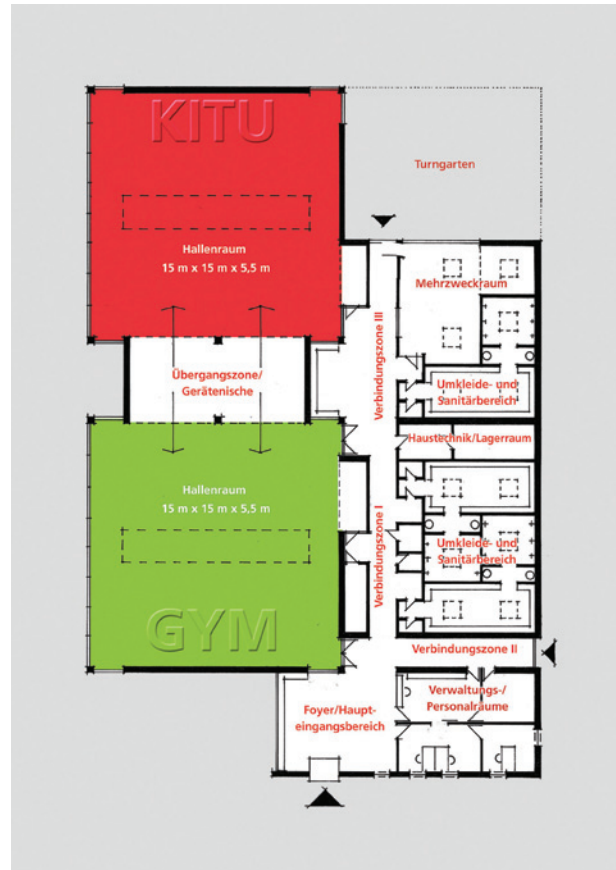 KITU
Turngarten
Hallenraum
15 m x 15 m x 5,5 m
Mehrzweckraum
Verbindungszone III
Übergangszone/
Gerätenische
Umkleide- und
Sanitärbereich
Haustechnik/Lagerraum
Hallenraum
15 m x 15 m x 5,5 m
Verbindungszone I
Umkleide- und
Sanitärbereich
GYM
Verbindungszone II
Verwaltungs-/
Personalräume
Foyer/Haupt-
eingangsbereich